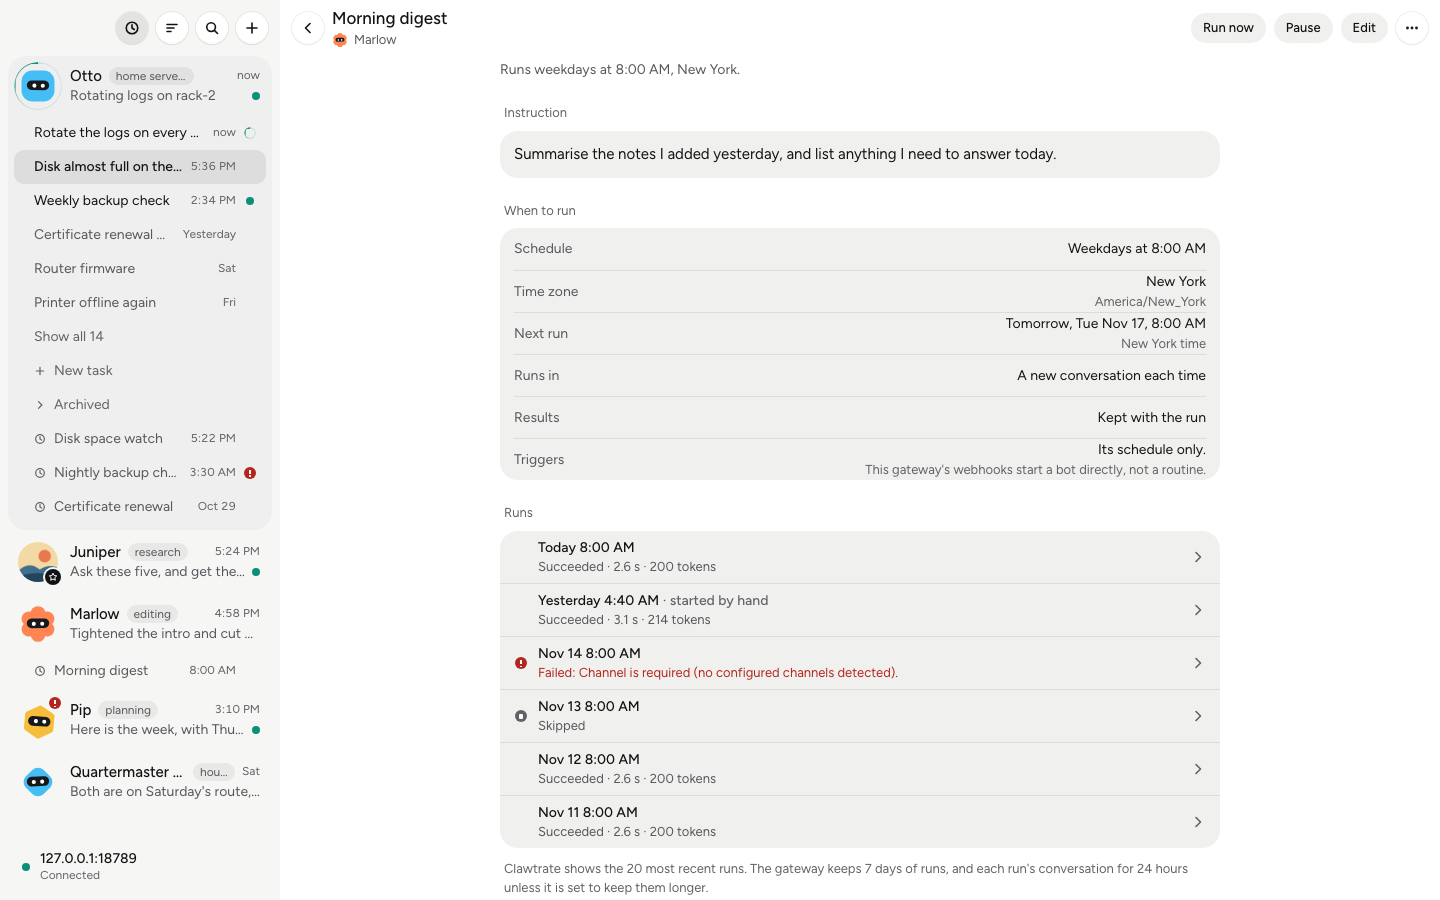 Otto home serve... now
Rotating logs on rack-2
Rotate the logs on every ... now
Disk almost full on the... 5:36 PM
Weekly backup check 2:34 PM
Certificate renewal ... Yesterday
Router firmware Sat
Printer offline again Fri
Show all 14
New task
Archived
Disk space watch 5:22 PM
Nightly backup ch... 3:30 AM
Certificate renewal Oct 29
Juniper research 5:24 PM
Ask these five, and get the...
Marlow editing 4:58 PM
Tightened the intro and cut ...
Morning digest 8:00 AM
Pip planning 3:10 PM
Here is the week, with Thu...
Quartermaster ... hou... Sat
Both are on Saturday's route,...
127.0.0.1:18789
Connected
Morning digest
Marlow
Run now Pause Edit
Runs weekdays at 8:00 AM, New York.
Instruction
Summarise the notes I added yesterday, and list anything I need to answer today.
When to run
Schedule Weekdays at 8:00 AM
Time zone New York
America/New_York
Next run Tomorrow, Tue Nov 17, 8:00 AM
New York time
Runs in A new conversation each time
Results Kept with the run
Triggers Its schedule only.
This gateway's webhooks start a bot directly, not a routine.
Runs
Today 8:00 AM
Succeeded · 2.6 s · 200 tokens
Yesterday 4:40 AM · started by hand
Succeeded · 3.1 s · 214 tokens
Nov 14 8:00 AM
Failed: Channel is required (no configured channels detected).
Nov 13 8:00 AM
Skipped
Nov 12 8:00 AM
Succeeded · 2.6 s · 200 tokens
Nov 11 8:00 AM
Succeeded · 2.6 s · 200 tokens
Clawtrate shows the 20 most recent runs. The gateway keeps 7 days of runs, and each run's conversation for 24 hours
unless it is set to keep them longer.